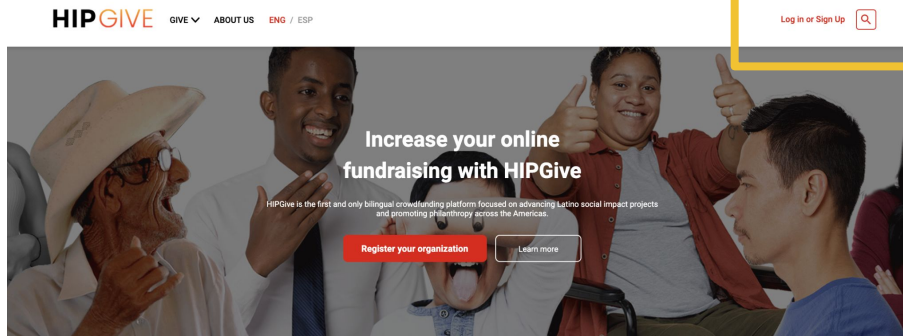 HIPGIVE GIVE ABOUT US ENG / ESP Log in or Sign Up
Increase your online
fundraising with HIPGive
HIPGive is the first and only bilingual crowdfunding platform focused on advancing Latino social impact projects
and promoting philanthropy across the Americas.
Register your organization Learn more